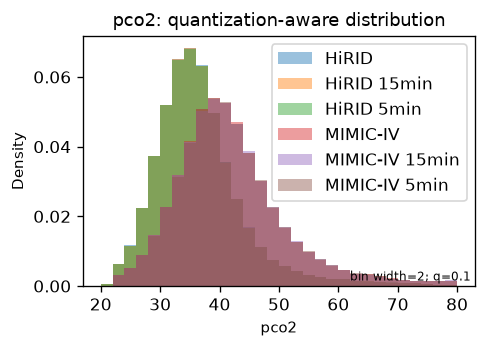 pco2: quantization-aware distribution
Density
0.06
0.04
0.02
0.00
HiRID
HiRID 15min
HiRID 5min
MIMIC-IV
MIMIC-IV 15min
MIMIC-IV 5min
bin width=2; q=0.1
20 30 40 50 60 70 80
pco2